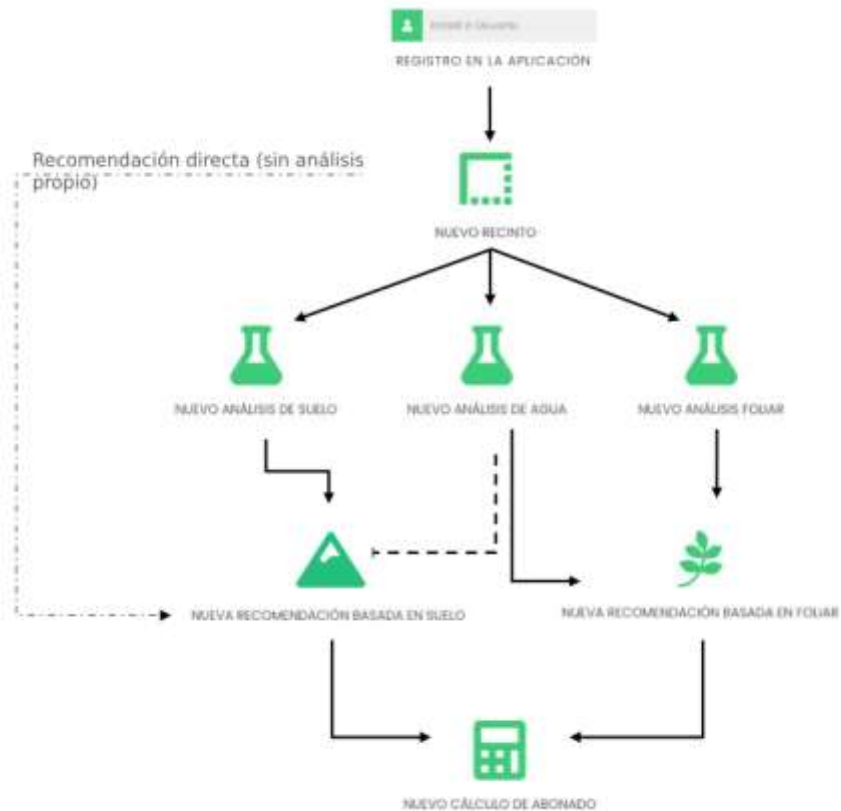 REGISTRO EN LA APLICACIÓN
Recomendación directa (sin análisis
propio)
NUEVO RECINTO
NUEVO ANÁLISIS DE SUELO
NUEVO ANÁLISIS DE AGUA
NUEVO ANÁLISIS FOLIAR
NUEVA RECOMENDACIÓN BASADA EN SUELO
NUEVA RECOMENDACIÓN BASADA EN FOLIAR
NUEVO CÁLCULO DE ABONADO